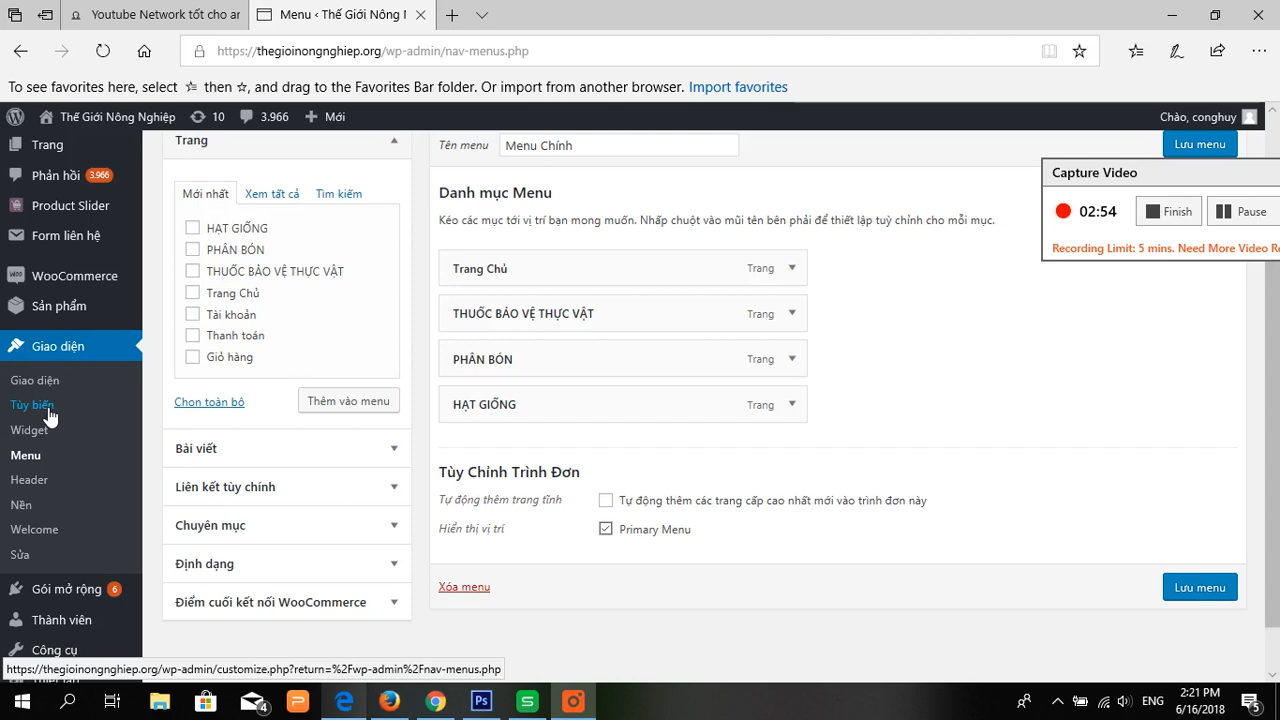 Youtube Network tốt cho ar
Menu ‹ Thế Giới Nông N
https://thegioinongnghiep.org/wp-admin/nav-menus.php
To see favorites here, select ☆ then ☆, and drag to the Favorites Bar folder. Or import from another browser. Import favorites
Thế Giới Nông Nghiệp 10 3.966 Mới Chào, conghuy
Trang
Phản hồi 3.966
Product Slider
Form liên hệ
WooCommerce
Sản phẩm
Giao diện
Giao diện
Tùy biến
Widget
Menu
Header
Nền
Welcome
Sửa
Gói mở rộng 6
Thành viên
Công cụ
Trang
Mới nhất Xem tất cả Tìm kiếm
HẠT GIỐNG
PHÂN BÓN
THUỐC BẢO VỆ THỰC VẬT
Trang Chủ
Tài khoản
Thanh toán
Giỏ hàng
Chọn toàn bộ Thêm vào menu
Bài viết
Liên kết tùy chỉnh
Chuyên mục
Định dạng
Điểm cuối kết nối WooCommerce
Tên menu Menu Chính Lưu menu
Danh mục Menu
Kéo các mục tới vị trí bạn mong muốn. Nhấp chuột vào mũi tên bên phải để thiết lập tuỳ chỉnh cho mỗi mục.
Trang Chủ Trang
THUỐC BẢO VỆ THỰC VẬT Trang
PHÂN BÓN Trang
HẠT GIỐNG Trang
Tùy Chỉnh Trình Đơn
Tự động thêm trang tĩnh Tự động thêm các trang cấp cao nhất mới vào trình đơn này
Hiển thị vị trí Primary Menu
Xóa menu Lưu menu
Capture Video
02:54 Finish Pause
Recording Limit: 5 mins. Need More Video Re
https://thegioinongnghiep.org/wp-admin/customize.php?return=%2Fwp-admin%2Fnav-menus.php
4
ENG
2:21 PM
6/16/2018
5